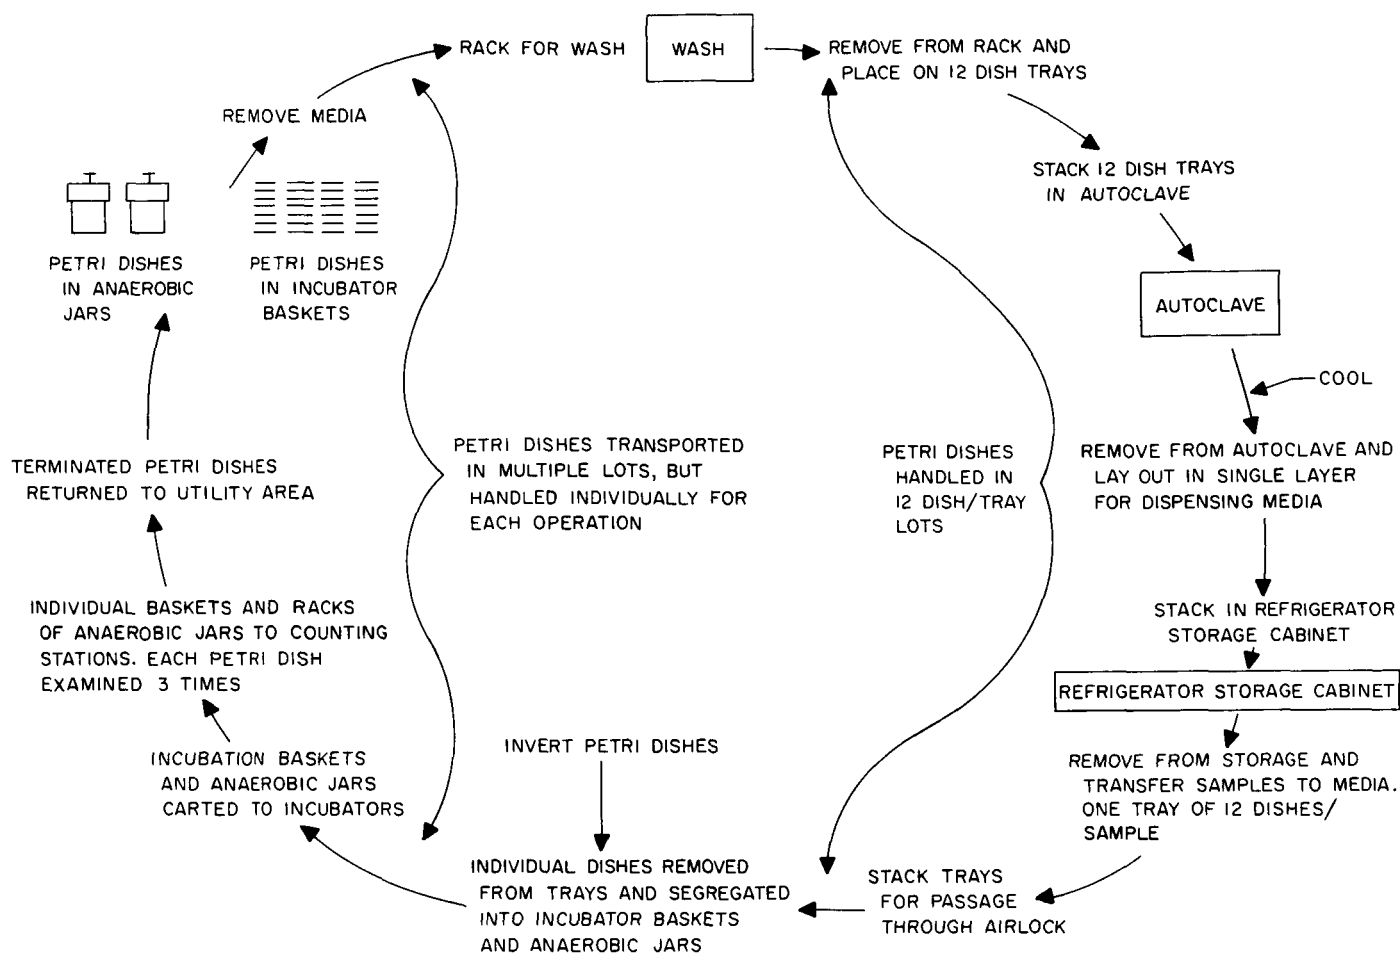 RACK FOR WASH
WASH
REMOVE FROM RACK AND
PLACE ON 12 DISH TRAYS
STACK 12 DISH TRAYS
IN AUTOCLAVE
AUTOCLAVE
COOL
REMOVE FROM AUTOCLAVE AND
LAY OUT IN SINGLE LAYER
FOR DISPENSING MEDIA
STACK IN REFRIGERATOR
STORAGE CABINET
REFRIGERATOR STORAGE CABINET
REMOVE FROM STORAGE AND
TRANSFER SAMPLES TO MEDIA.
ONE TRAY OF 12 DISHES/
SAMPLE
STACK TRAYS
FOR PASSAGE
THROUGH AIRLOCK
INVERT PETRI DISHES
INDIVIDUAL DISHES REMOVED
FROM TRAYS AND SEGREGATED
INTO INCUBATOR BASKETS
AND ANAEROBIC JARS
INCUBATION BASKETS
AND ANAEROBIC JARS
CARTED TO INCUBATORS
INDIVIDUAL BASKETS AND RACKS
OF ANAEROBIC JARS TO COUNTING
STATIONS. EACH PETRI DISH
EXAMINED 3 TIMES
TERMINATED PETRI DISHES
RETURNED TO UTILITY AREA
PETRI DISHES
IN ANAEROBIC
JARS
PETRI DISHES
IN INCUBATOR
BASKETS
REMOVE MEDIA
PETRI DISHES TRANSPORTED
IN MULTIPLE LOTS, BUT
HANDLED INDIVIDUALLY FOR
EACH OPERATION
PETRI DISHES
HANDLED IN
12 DISH/TRAY
LOTS